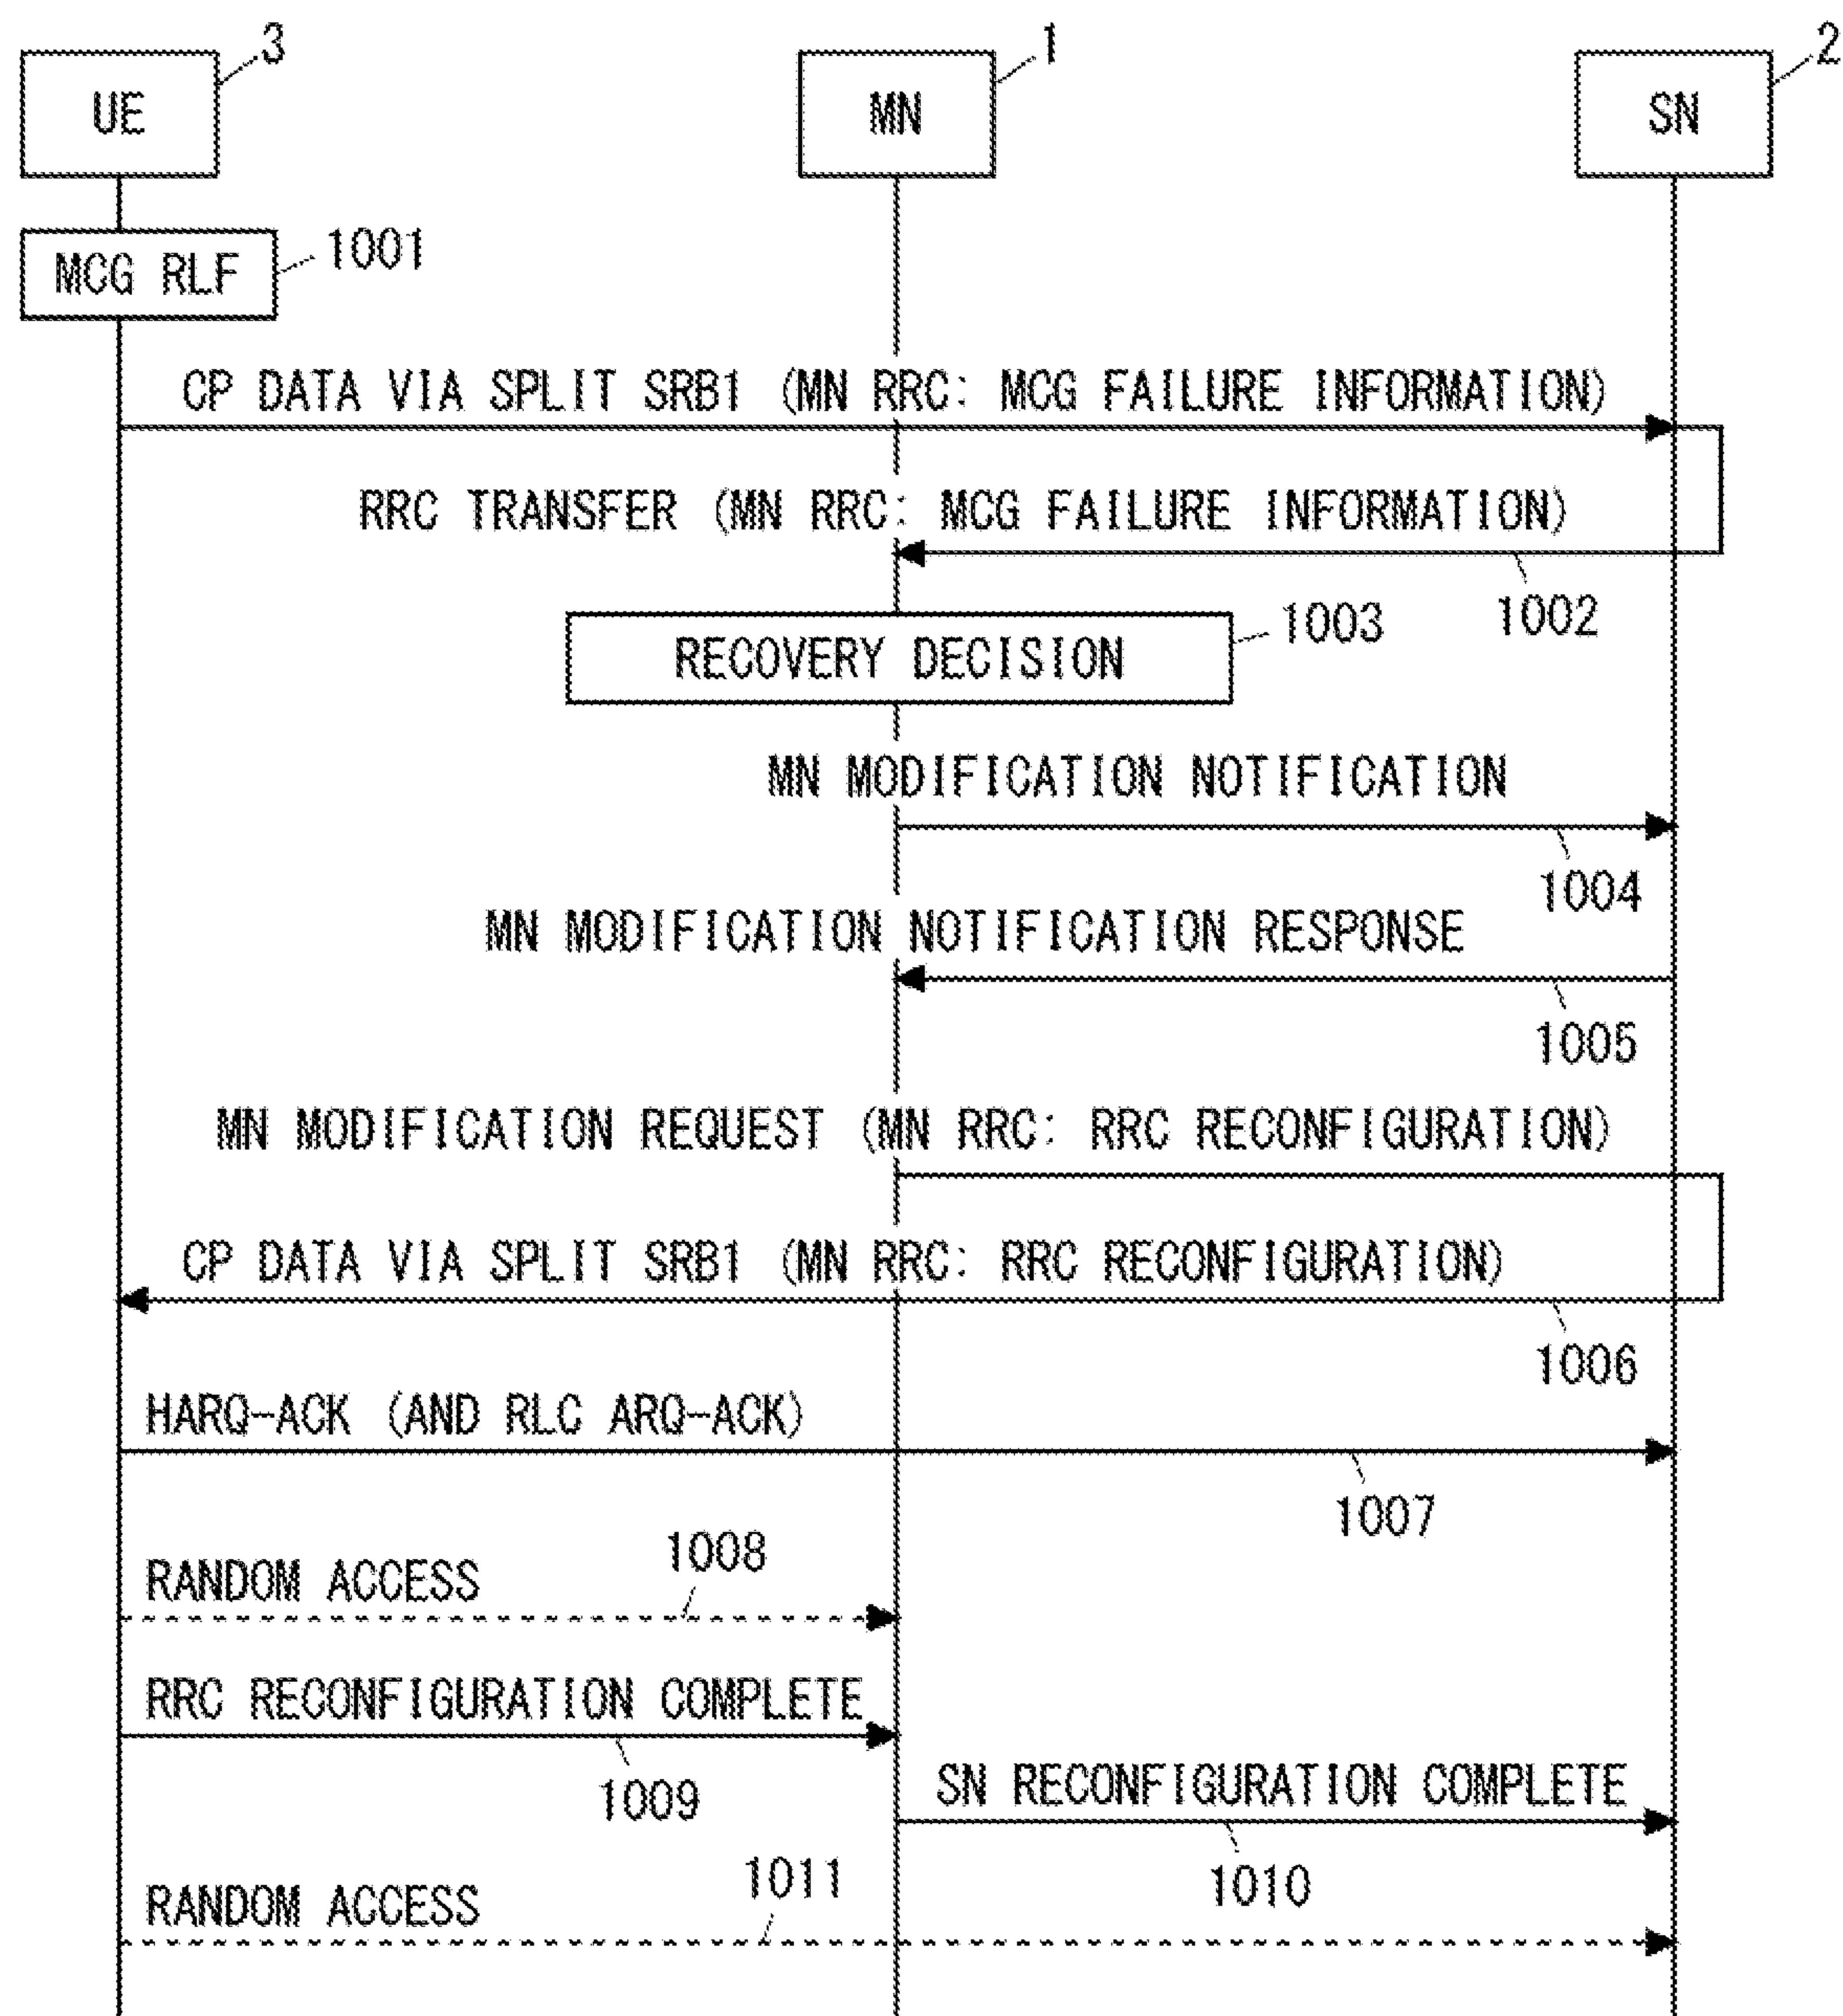 3
1
2
UE
MN
SN
MCG RLF
1001
CP DATA VIA SPLIT SRB1 (MN RRC: MCG FAILURE INFORMATION)
RRC TRANSFER (MN RRC: MCG FAILURE INFORMATION)
1002
1003
RECOVERY DECISION
MN MODIFICATION NOTIFICATION
1004
MN MODIFICATION NOTIFICATION RESPONSE
1005
MN MODIFICATION REQUEST (MN RRC: RRC RECONFIGURATION)
CP DATA VIA SPLIT SRB1 (MN RRC: RRC RECONFIGURATION)
1006
HARQ-ACK (AND RLC ARQ-ACK)
1007
1008
RANDOM ACCESS
RRC RECONFIGURATION COMPLETE
1009
SN RECONFIGURATION COMPLETE
1010
1011
RANDOM ACCESS